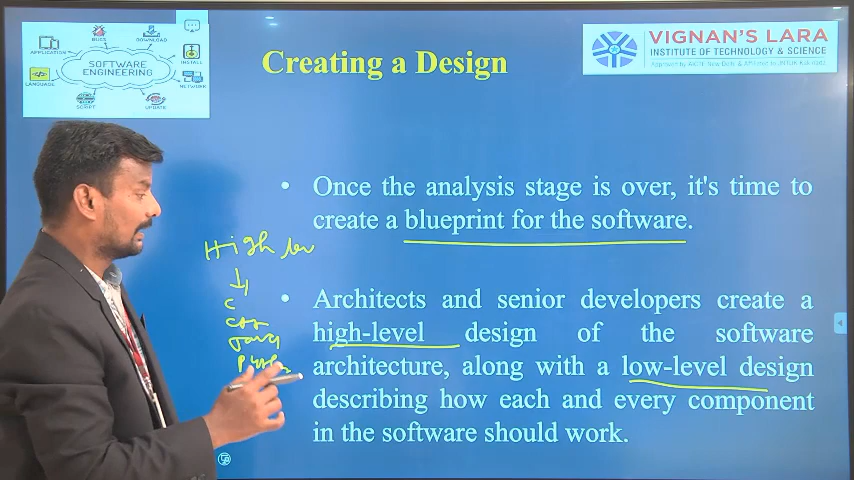 BUGS
DOWNLOAD
APPLICATION
SOFTWARE
ENGINEERING
INSTALL
LANGUAGE
NETWORK
SCRIPT
UPDATE
Creating a Design
VIGNAN'S LARA
INSTITUTE OF TECHNOLOGY & SCIENCE
• Once the analysis stage is over, it's time to
create a blueprint for the software.
High
C
• Architects and senior developers create a
high-level design of the software
architecture, along with a low-level design
describing how each and every component
in the software should work.